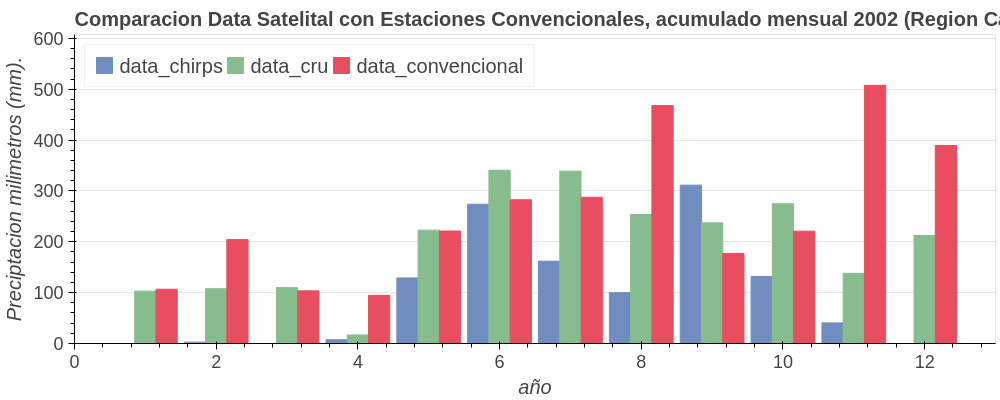 Comparacion Data Satelital con Estaciones Convencionales, acumulado mensual 2002 (Region Ca
600
500
400
300
200
100
0
Preciptacion milimetros (mm).
data_chirps data_cru data_convencional
0 2 4 6 8 10 12
año